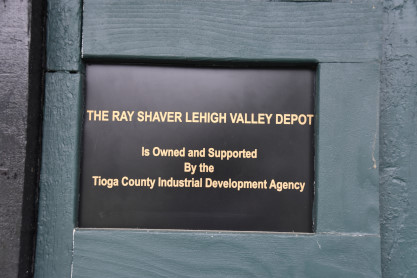 THE RAY SHAVER LEHIGH VALLEY DEPOT
Is Owned and Supported
By the
Tioga County Industrial Development Agency